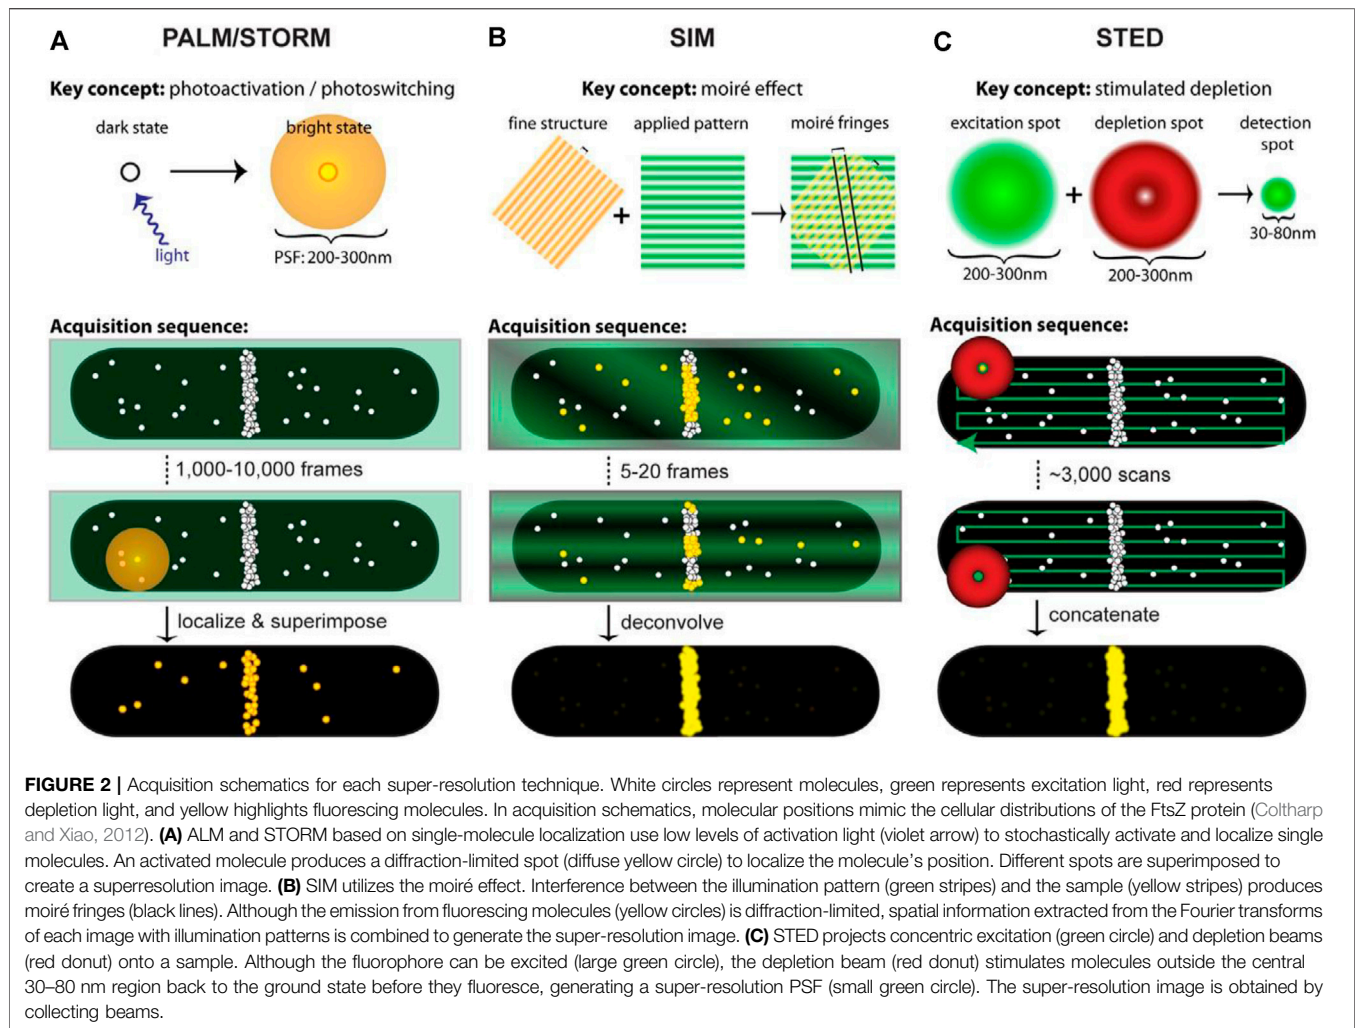 A PALM/STORM
Key concept: photoactivation / photoswitching
dark state
bright state
light
PSF: 200-300nm
Acquisition sequence:
1,000-10,000 frames
localize & superimpose
B SIM
Key concept: moiré effect
fine structure
applied pattern
moiré fringes
Acquisition sequence:
5-20 frames
deconvolve
C STED
Key concept: stimulated depletion
excitation spot
depletion spot
detection
spot
30-80nm
200-300nm
200-300nm
Acquisition sequence:
~3,000 scans
concatenate
FIGURE 2 | Acquisition schematics for each super-resolution technique. White circles represent molecules, green represents excitation light, red represents
depletion light, and yellow highlights fluorescing molecules. In acquisition schematics, molecular positions mimic the cellular distributions of the FtsZ protein (Coltharp
and Xiao, 2012). (A) ALM and STORM based on single-molecule localization use low levels of activation light (violet arrow) to stochastically activate and localize single
molecules. An activated molecule produces a diffraction-limited spot (diffuse yellow circle) to localize the molecule's position. Different spots are superimposed to
create a superresolution image. (B) SIM utilizes the moiré effect. Interference between the illumination pattern (green stripes) and the sample (yellow stripes) produces
moiré fringes (black lines). Although the emission from fluorescing molecules (yellow circles) is diffraction-limited, spatial information extracted from the Fourier transforms
of each image with illumination patterns is combined to generate the super-resolution image. (C) STED projects concentric excitation (green circle) and depletion beams
(red donut) onto a sample. Although the fluorophore can be excited (large green circle), the depletion beam (red donut) stimulates molecules outside the central
30–80 nm region back to the ground state before they fluoresce, generating a super-resolution PSF (small green circle). The super-resolution image is obtained by
collecting beams.